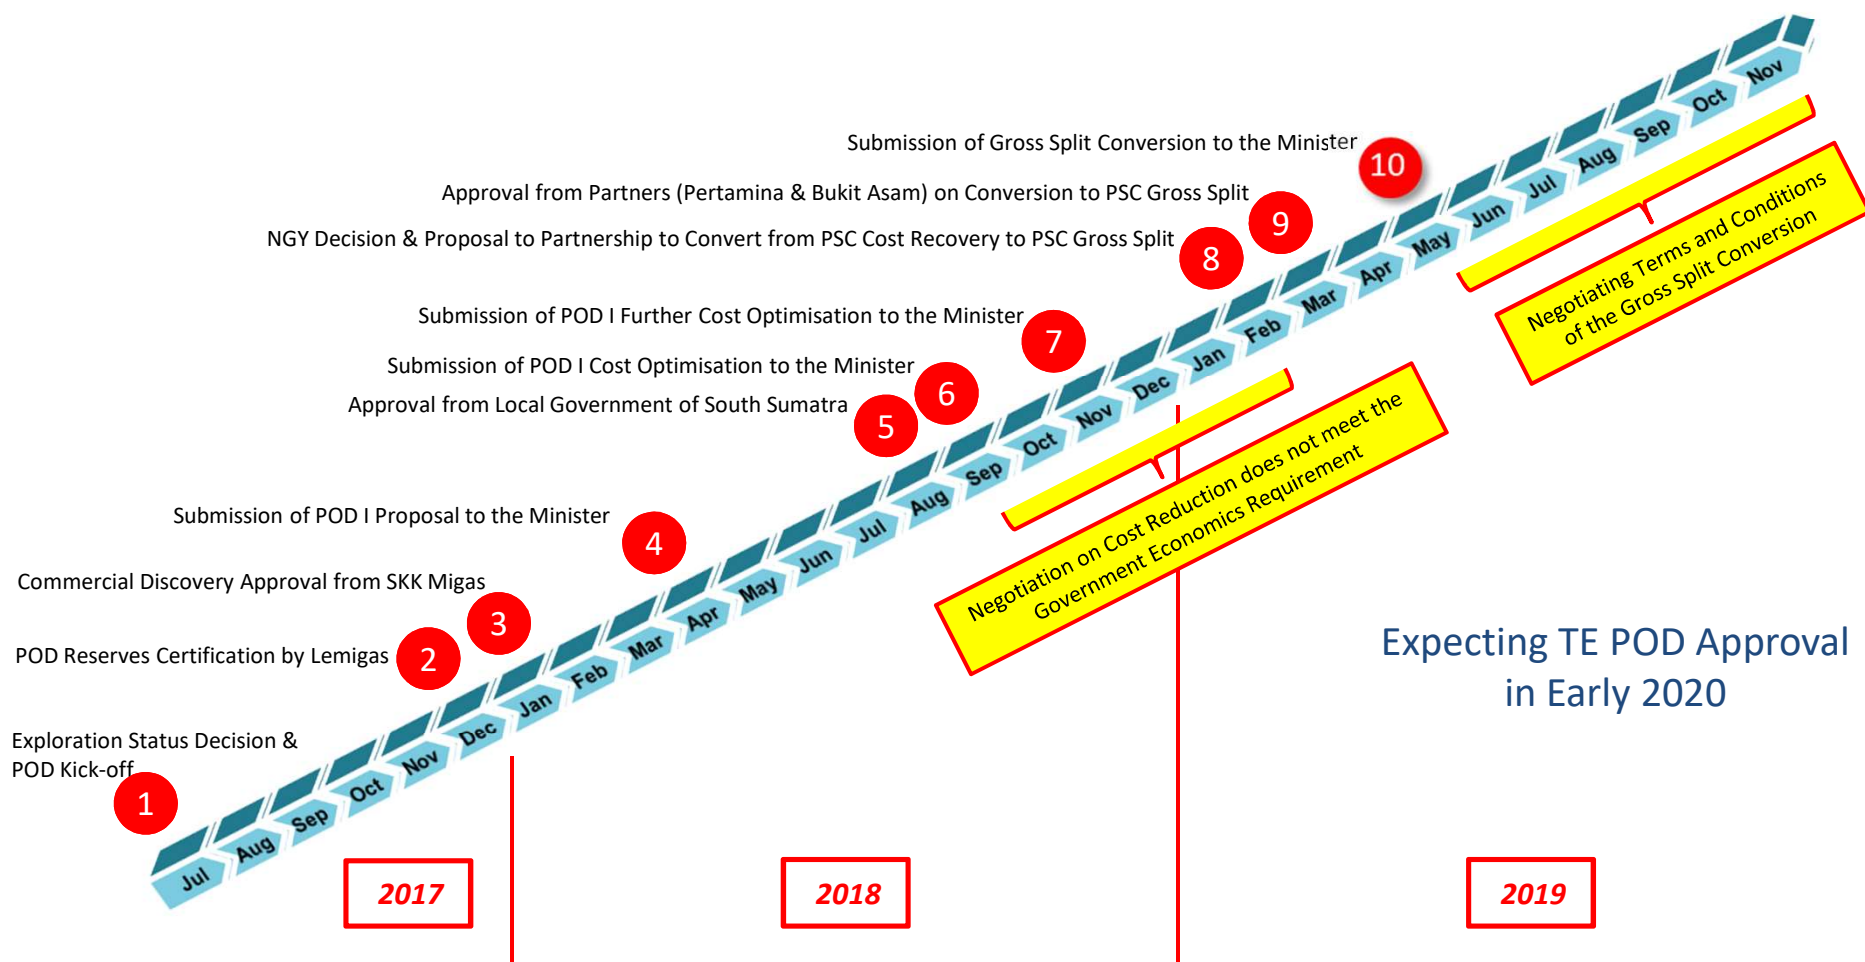 Submission of Gross Split Conversion to the Minister
10
Approval from Partners (Pertamina & Bukit Asam) on Conversion to PSC Gross Split
9
NGY Decision & Proposal to Partnership to Convert from PSC Cost Recovery to PSC Gross Split
8
Submission of POD I Further Cost Optimisation to the Minister
7
Submission of POD I Cost Optimisation to the Minister
6
Approval from Local Government of South Sumatra
5
Submission of POD I Proposal to the Minister
4
Commercial Discovery Approval from SKK Migas
3
POD Reserves Certification by Lemigas
2
Exploration Status Decision &
POD Kick-off
1
Jul
Aug
Sep
Oct
Nov
Dec
Jan
Feb
Mar
Apr
May
Jun
Jul
Aug
Sep
Oct
Nov
Dec
Jan
Feb
Mar
Apr
May
Jun
Jul
Aug
Sep
Oct
Nov
Negotiating Terms and Conditions
of the Gross Split Conversion
Negotiation on Cost Reduction does not meet the
Government Economics Requirement
Expecting TE POD Approval
in Early 2020
2017
2018
2019